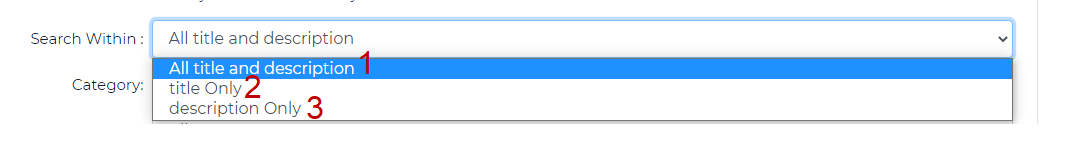 Search Within :
All title and description
All title and description 1
Category:
title Only 2
description Only 3